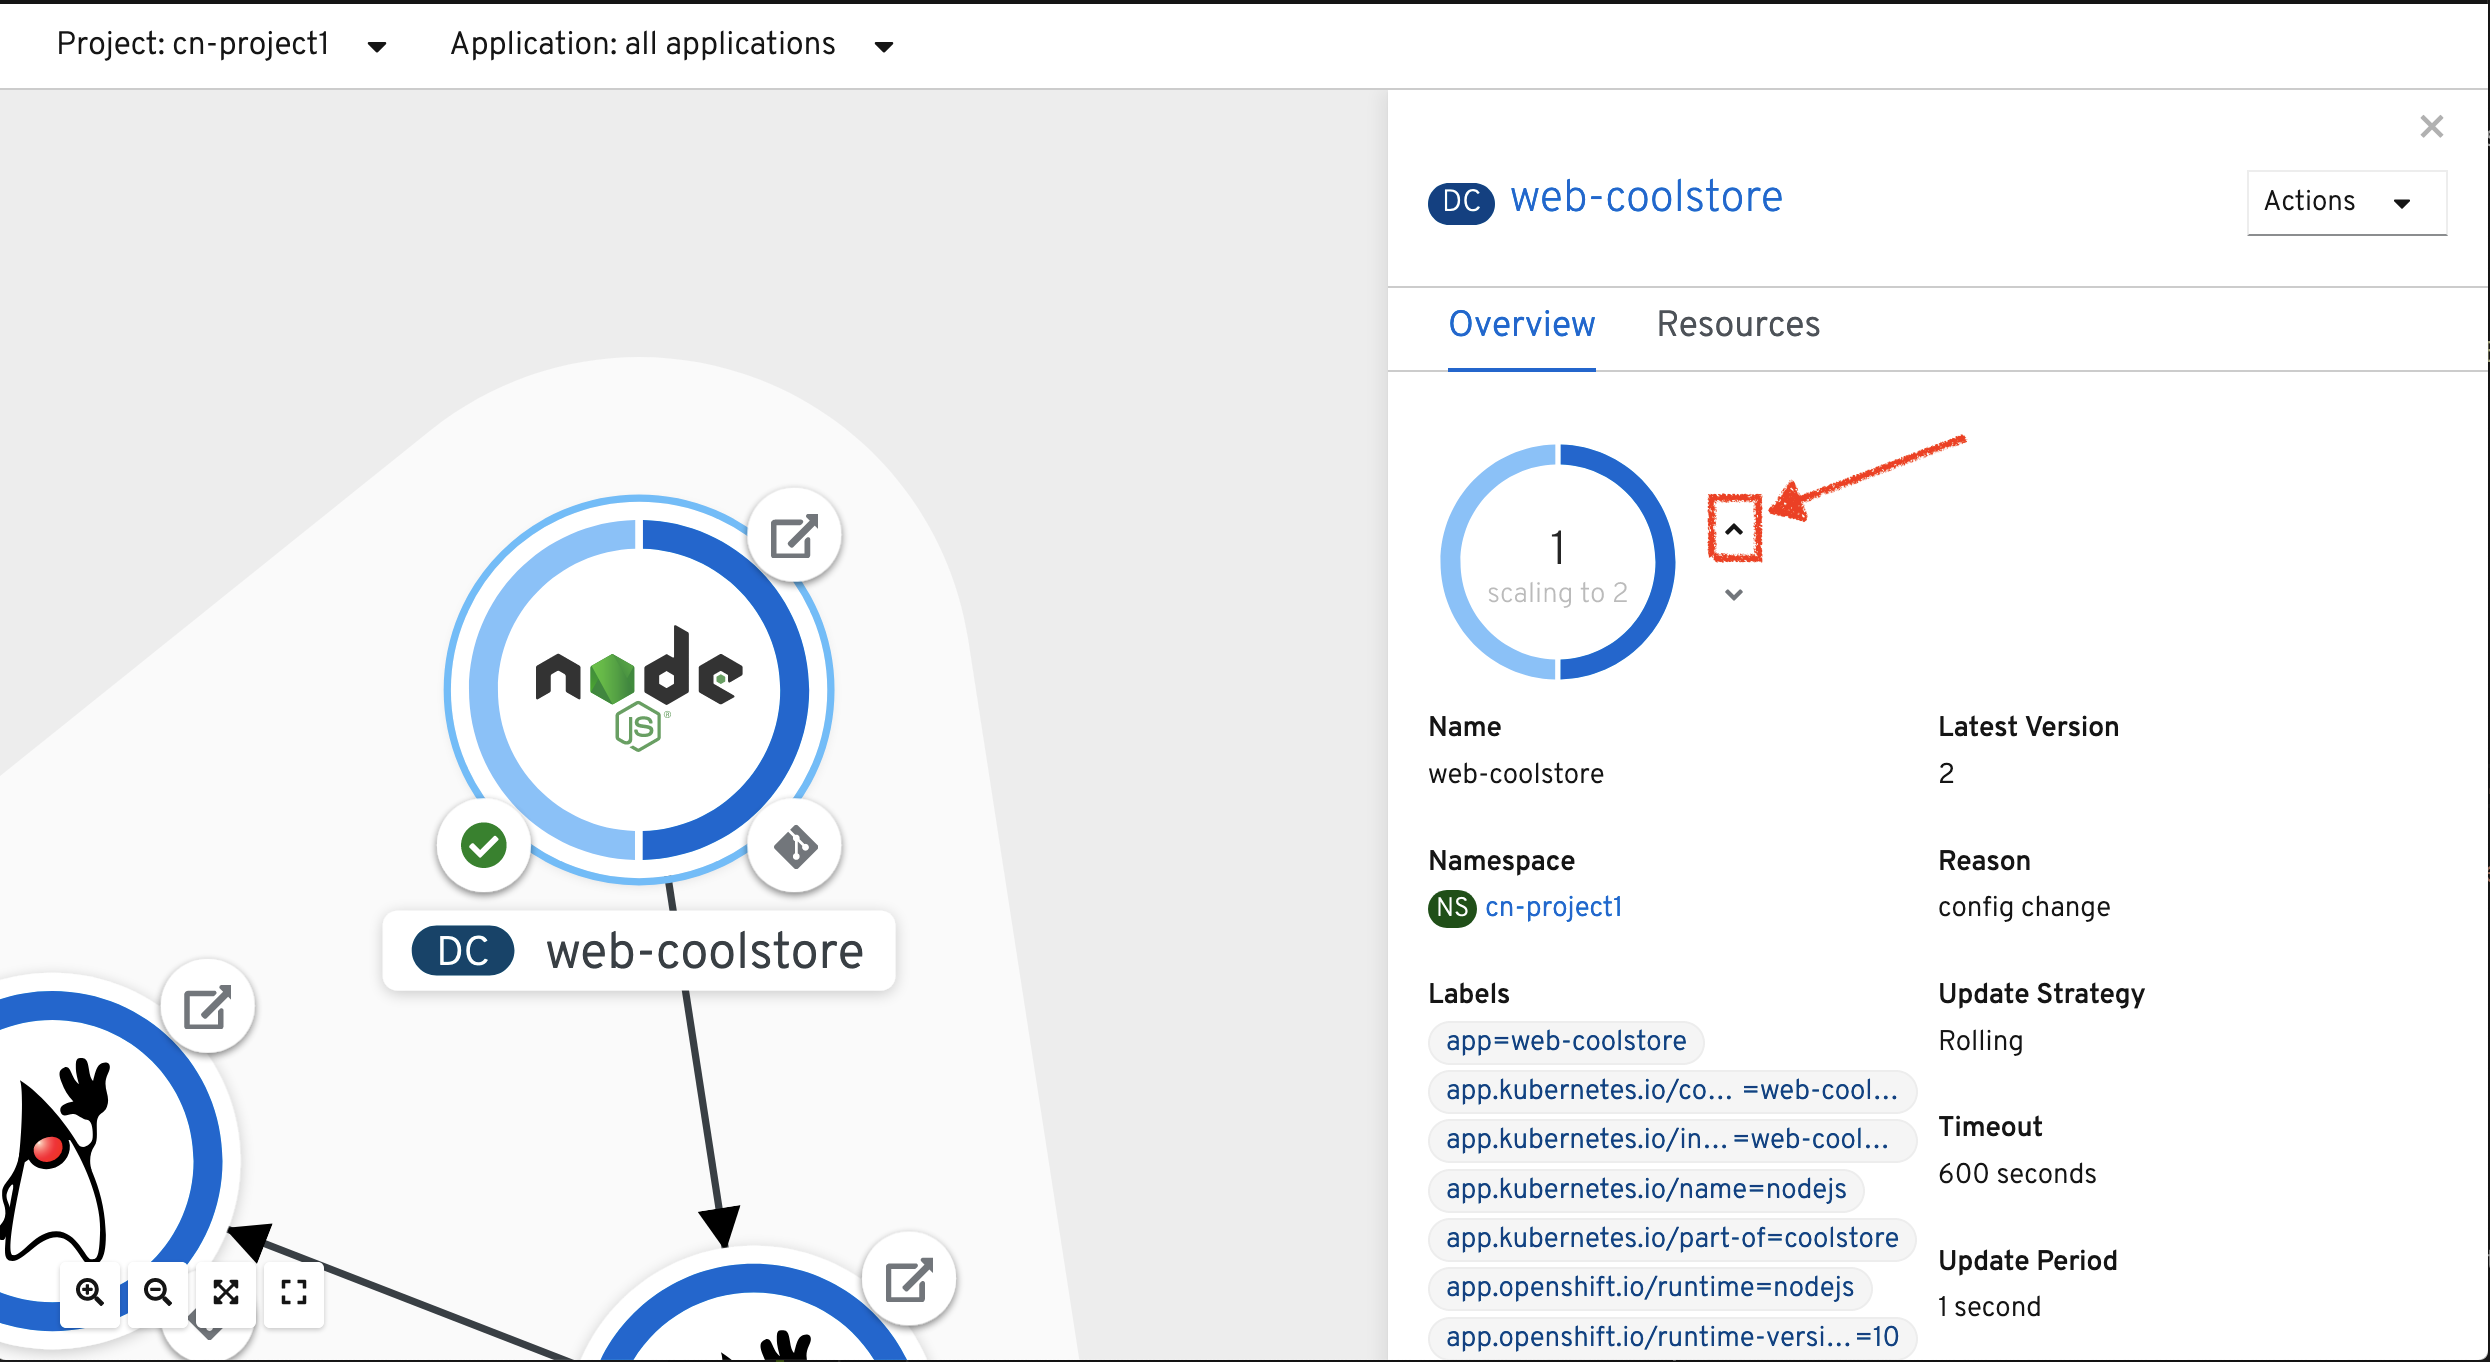 Project: cn-project1
Application: all applications
node
JS
®
DC web-coolstore
DC web-coolstore
Actions
Overview
Resources
1
scaling to 2
Name
web-coolstore
Latest Version
2
Namespace
NS cn-project1
Reason
config change
Labels
app=web-coolstore
app.kubernetes.io/co... =web-cool...
app.kubernetes.io/in... =web-cool...
app.kubernetes.io/name=nodejs
app.kubernetes.io/part-of=coolstore
app.openshift.io/runtime=nodejs
app.openshift.io/runtime-versi... =10
Update Strategy
Rolling
Timeout
600 seconds
Update Period
1 second